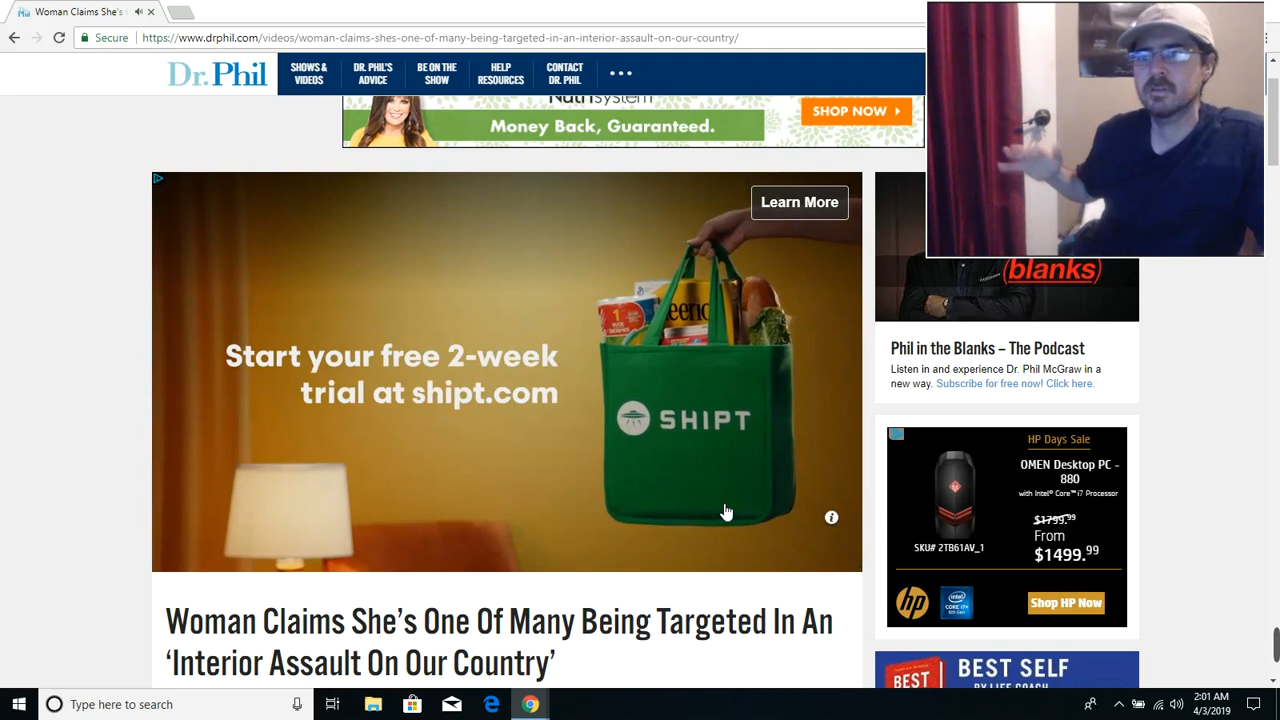 Woman Claims She's
Secure
https://www.drphil.com/videos/woman-claims-shes-one-of-many-being-targeted-in-an-interior-assault-on-our-country/
Dr. Phil
SHOWS &
VIDEOS
DR. PHIL'S
ADVICE
BE ON THE
SHOW
HELP
RESOURCES
CONTACT
DR. PHIL
Nutrisystem
Money Back, Guaranteed.
SHOP NOW
Learn More
Start your free 2-week
trial at shipt.com
SHIPT
(blanks)
Phil in the Blanks – The Podcast
Listen in and experience Dr. Phil McGraw in a
new way. Subscribe for free now! Click here.
HP Days Sale
OMEN Desktop PC -
880
with Intel® Core™ i7 Processor
$1799.99
From
$1499.99
SKU# 2TB61AV_1
hp
Shop HP Now
Woman Claims She's One Of Many Being Targeted In An
'Interior Assault On Our Country'
BEST SELF
BEST
Type here to search
2:01 AM
4/3/2019